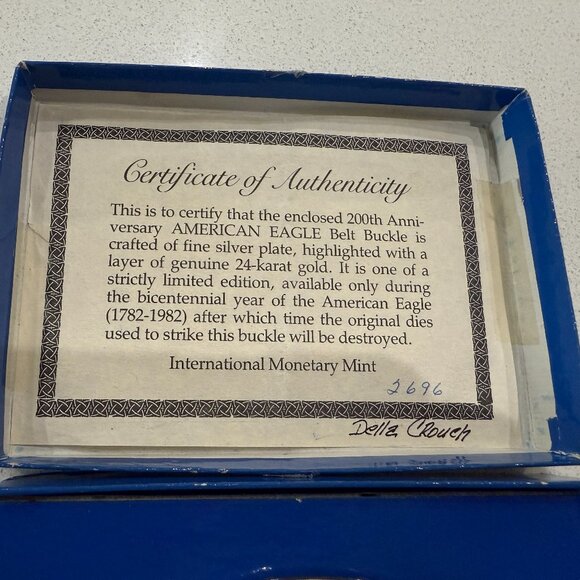 Certificate of Authenticity
This is to certify that the enclosed 200th Anni-
versary AMERICAN EAGLE Belt Buckle is
crafted of fine silver plate, highlighted with a
layer of genuine 24-karat gold. It is one of a
strictly limited edition, available only during
the bicentennial year of the American Eagle
(1782-1982) after which time the original dies
used to strike this buckle will be destroyed.
International Monetary Mint
2696
Della Crouch